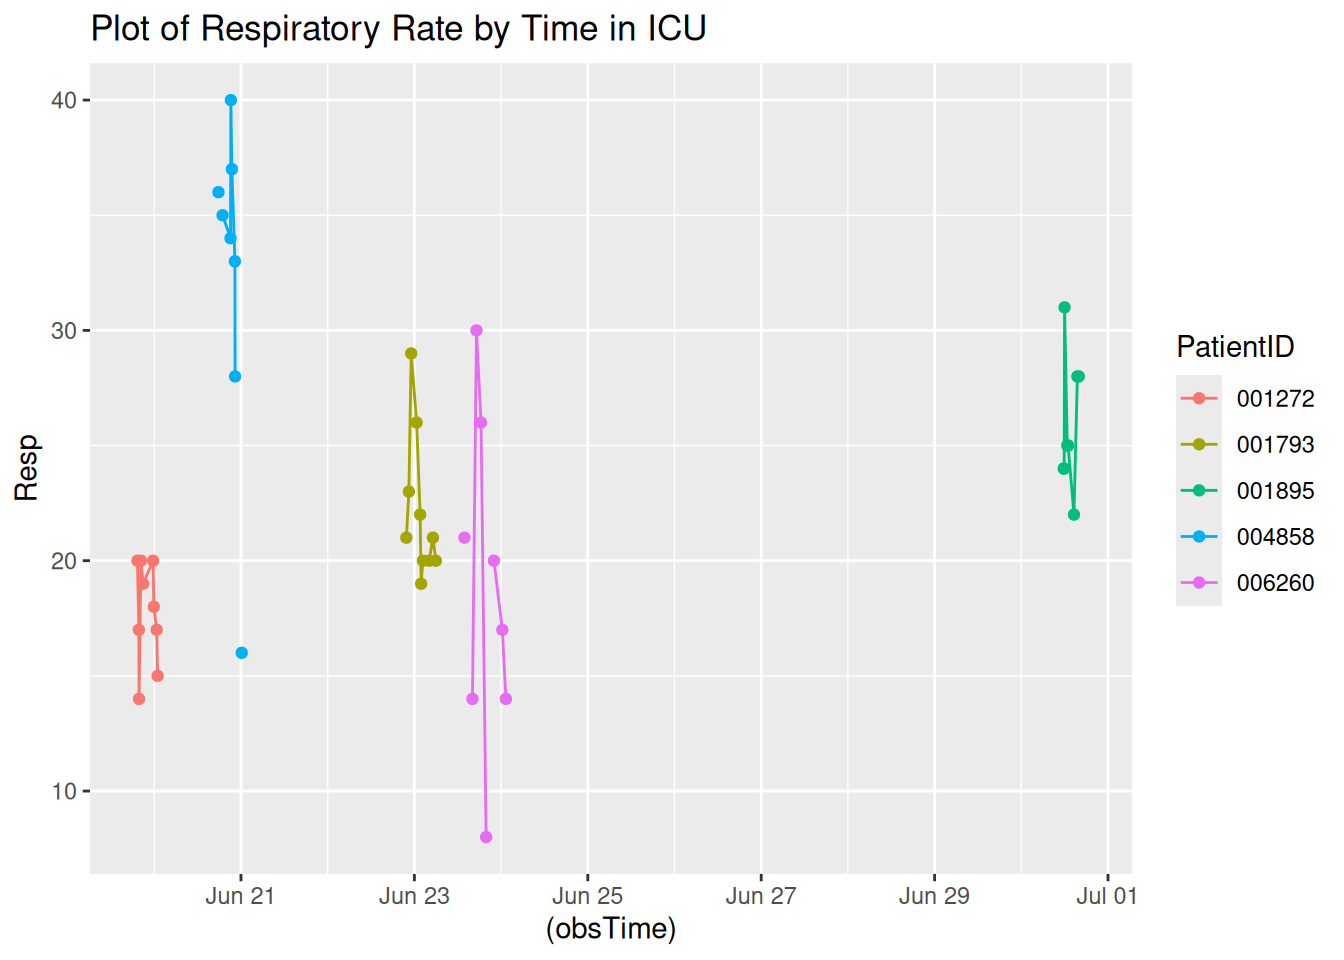 Plot of Respiratory Rate by Time in ICU
40
30
20
10
Resp
Jun 21 Jun 23 Jun 25 Jun 27 Jun 29 Jul 01
(obsTime)
PatientID
001272
001793
001895
004858
006260